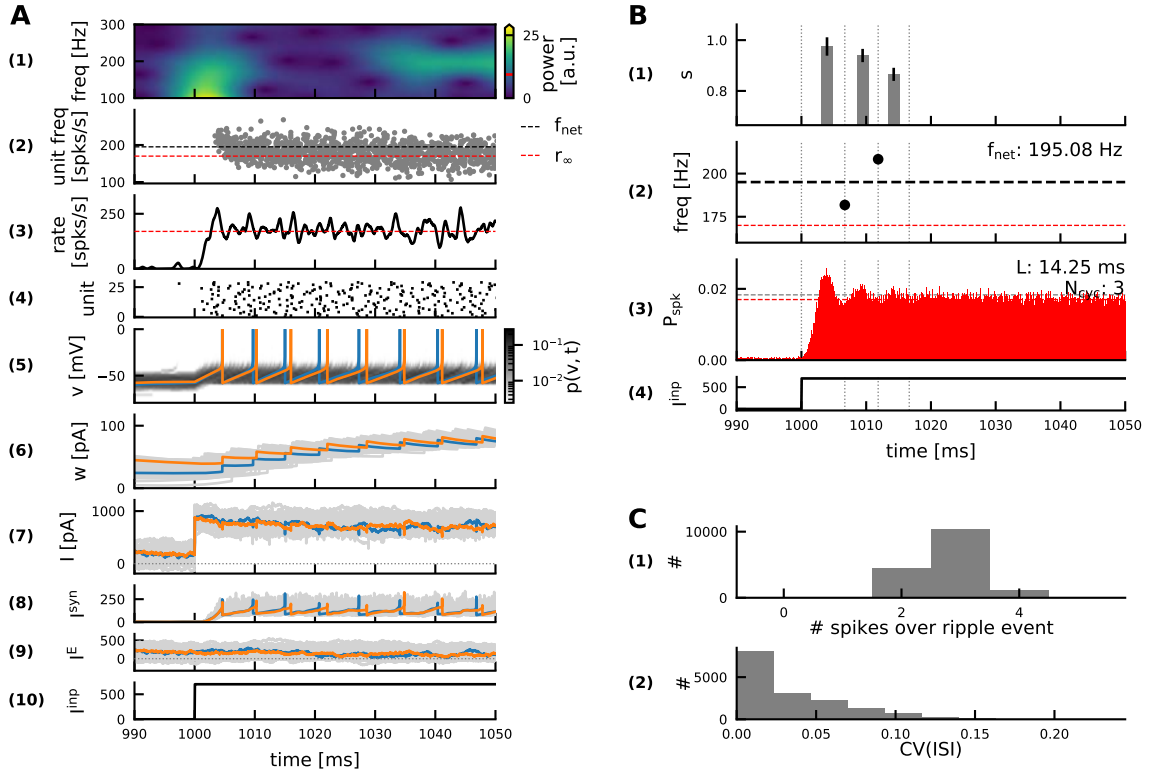 A
(1)
freq [Hz]
300
200
100
25
0
power
[a.u.]
(2)
unit freq
[spks/s]
200
100
f_net
r_∞
(3)
rate
[spks/s]
250
0
(4)
unit
25
0
(5)
v [mV]
0
−50
10⁻¹
10⁻²
p(v, t)
(6)
w [pA]
100
0
(7)
I [pA]
1000
0
(8)
I^syn
250
0
(9)
I^E
500
0
(10)
I^inp
500
0
990 1000 1010 1020 1030 1040 1050
time [ms]
B
(1)
s
1.0
0.8
(2)
freq [Hz]
200
175
f_net: 195.08 Hz
(3)
P_spk
0.02
0.00
L: 14.25 ms
N_cyc: 3
(4)
I^inp
500
0
990 1000 1010 1020 1030 1040 1050
time [ms]
C
(1)
#
10000
0
0 2 4
# spikes over ripple event
(2)
#
5000
0
0.00 0.05 0.10 0.15 0.20
CV(ISI)